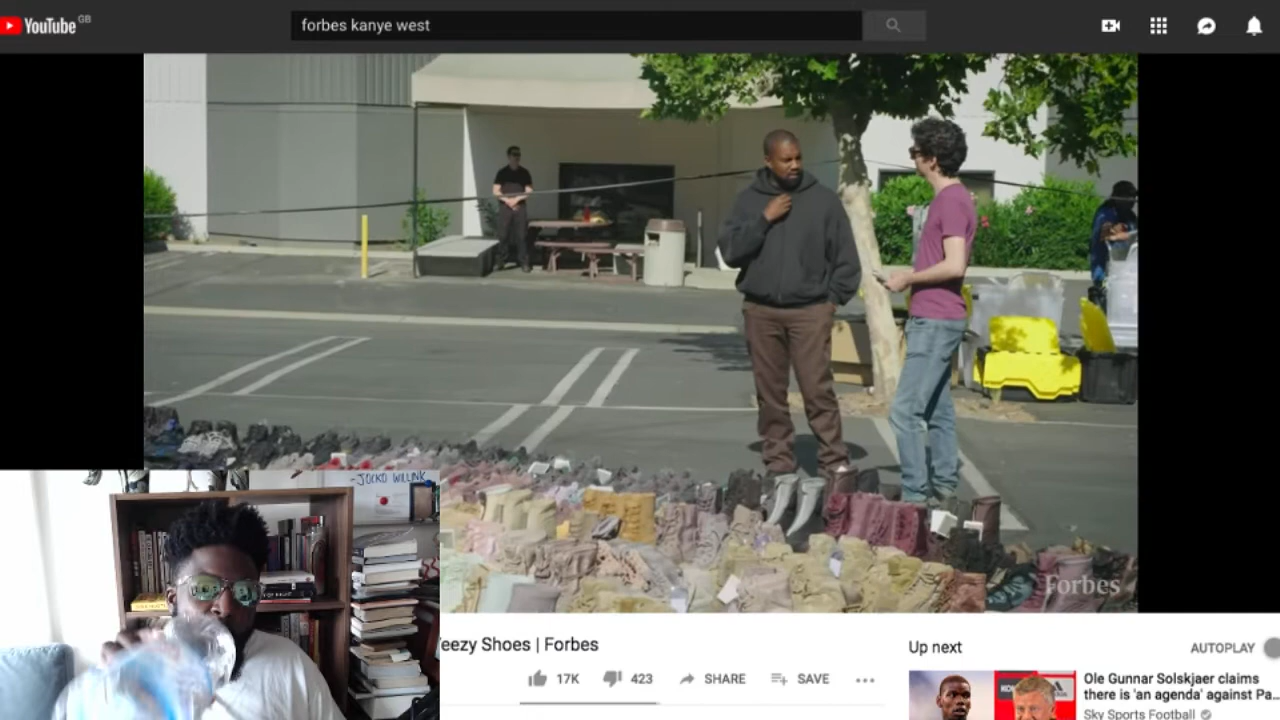 YouTube GB
forbes kanye west
-JOCKO WILLINK
Forbes
eezy Shoes | Forbes
17K
423
SHARE
SAVE
Up next
AUTOPLAY
Ole Gunnar Solskjaer claims
there is 'an agenda' against Pa...
Sky Sports Football